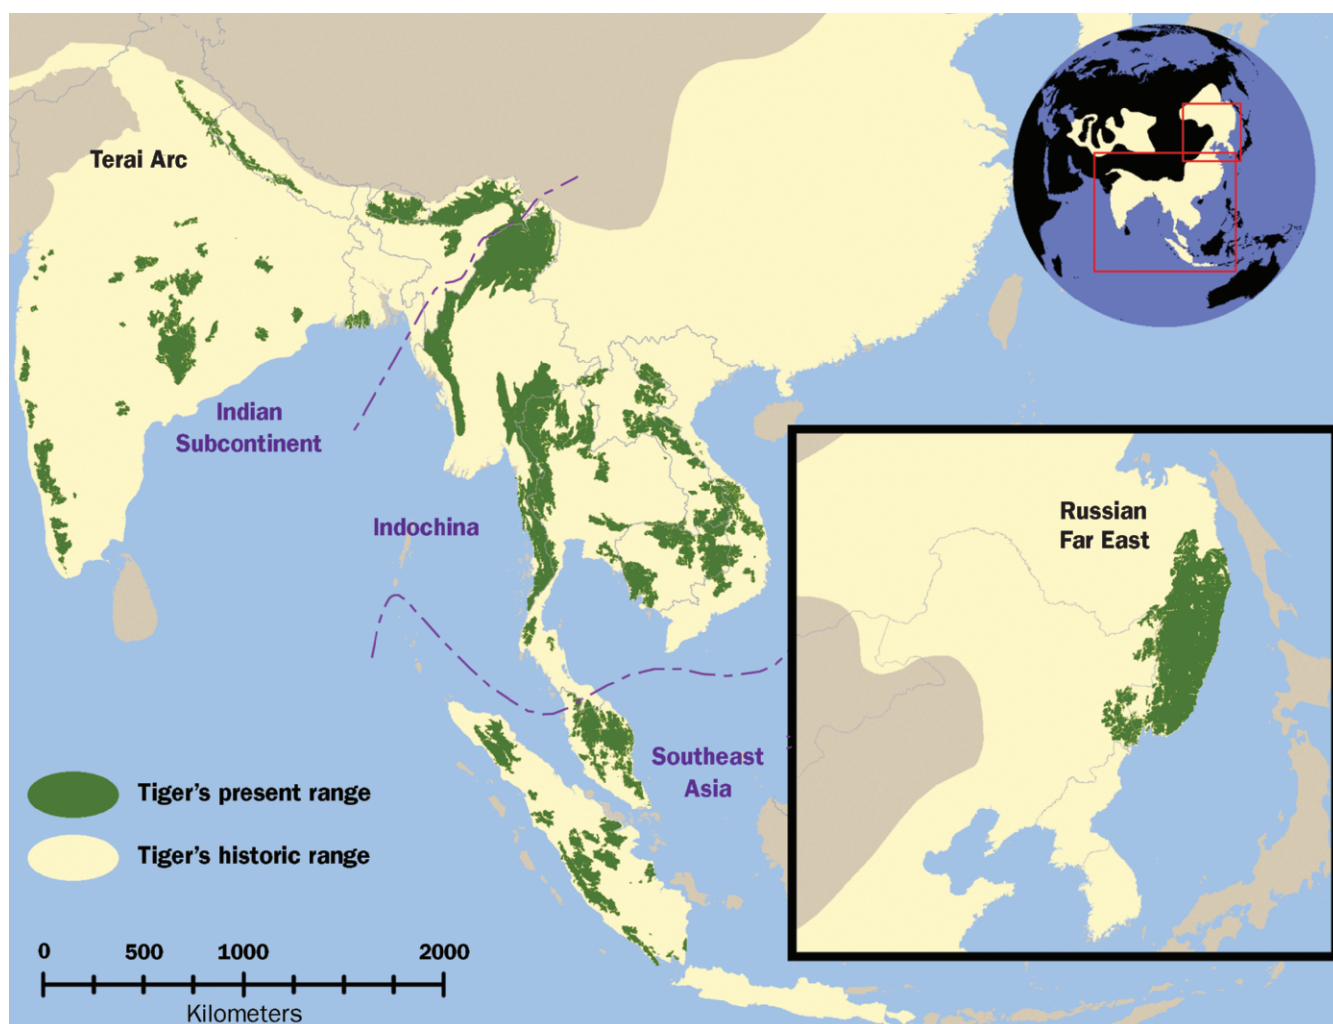 Terai Arc
Indian
Subcontinent
Indochina
Southeast
Asia
Russian
Far East
Tiger's present range
Tiger's historic range
0 500 1000 2000
Kilometers